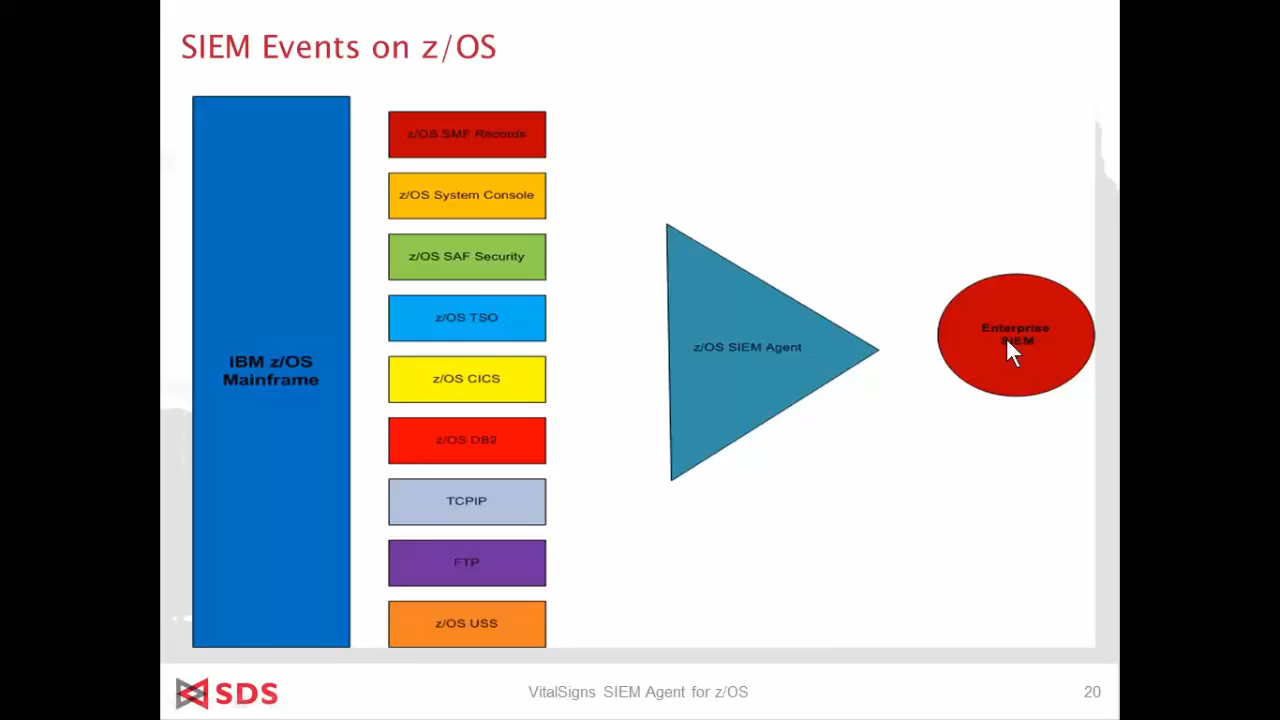 SIEM Events on z/OS
IBM z/OS
Mainframe
z/OS SMF Records
z/OS System Console
z/OS SAF Security
z/OS TSO
z/OS CICS
z/OS DB2
TCPIP
FTP
z/OS USS
z/OS SIEM Agent
Enterprise
SIEM
SDS
VitalSigns SIEM Agent for z/OS
20